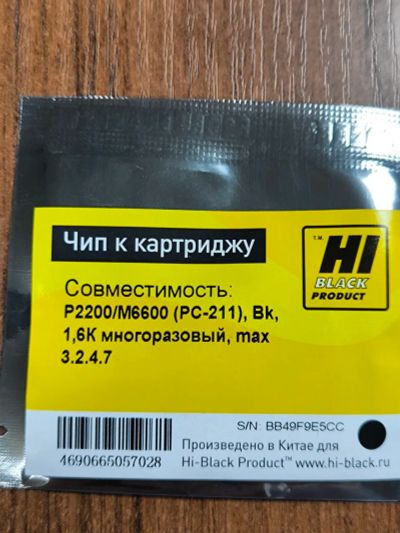 Чип к картриджу
T.M.
HI
BLACK
PRODUCT
Совместимость:
P2200/M6600 (PC-211), Bk,
1,6К многоразовый, max
3.2.4.7
S/N: BB49F9E5CC
4690665057028
Произведено в Китае для
Hi-Black Product™ www.hi-black.ru